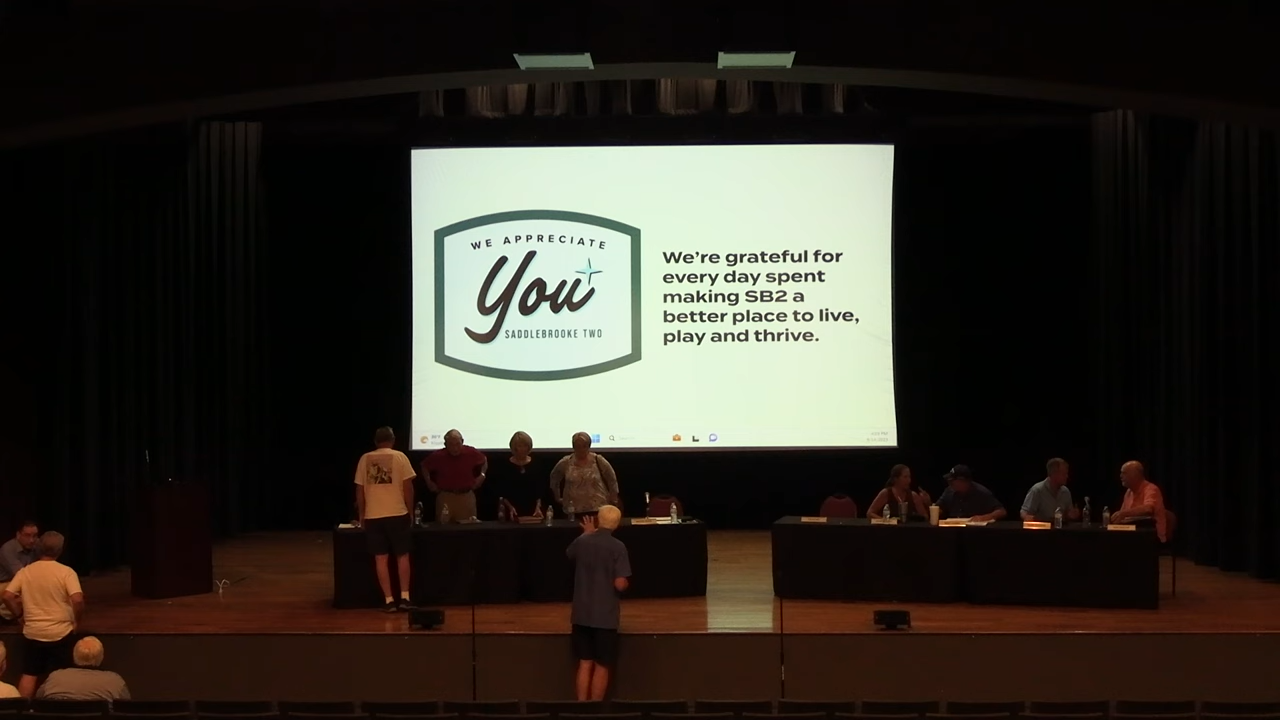 WE APPRECIATE
You
SADDLEBROOKE TWO
We're grateful for
every day spent
making SB2 a
better place to live,
play and thrive.